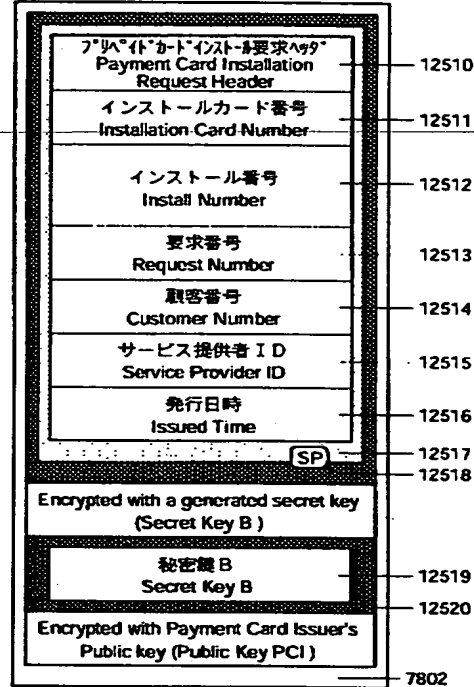 プリペイドカードインストール要求ヘッダ
Payment Card Installation
Request Header
12510
インストールカード番号
Installation Card Number
12511
インストール番号
Install Number
12512
要求番号
Request Number
12513
顧客番号
Customer Number
12514
サービス提供者ID
Service Provider ID
12515
発行日時
Issued Time
12516
SP
12517
12518
Encrypted with a generated secret key
(Secret Key B )
秘密鍵B
Secret Key B
12519
12520
Encrypted with Payment Card Issuer's
Public key (Public Key PCI )
7802